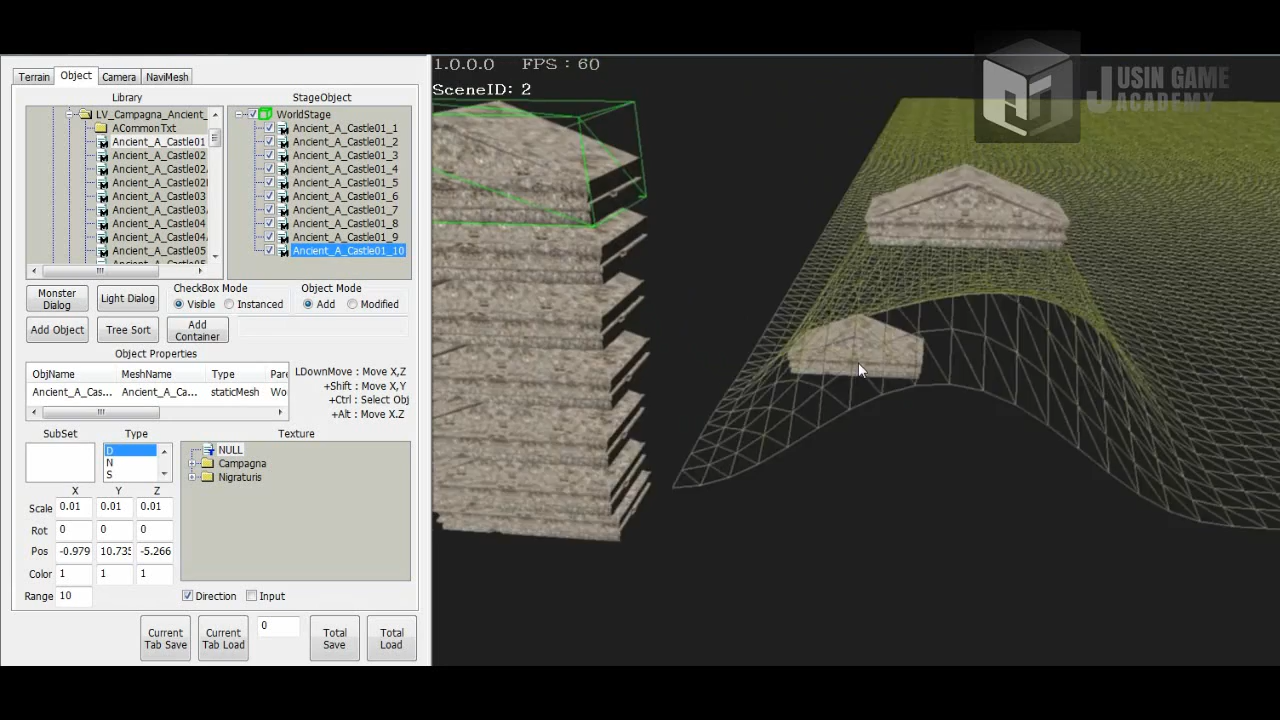 1.0.0.0 FPS : 60
SceneID: 2
JUSIN GAME
ACADEMY
Terrain Object Camera NaviMesh
Library
StageObject
LV_Campagna_Ancient_
ACommonTxt
Ancient_A_Castle01
Ancient_A_Castle02
Ancient_A_Castle02
Ancient_A_Castle02
Ancient_A_Castle03
Ancient_A_Castle03
Ancient_A_Castle04
Ancient_A_Castle04
Ancient_A_Castle05
WorldStage
Ancient_A_Castle01_1
Ancient_A_Castle01_2
Ancient_A_Castle01_3
Ancient_A_Castle01_4
Ancient_A_Castle01_5
Ancient_A_Castle01_6
Ancient_A_Castle01_7
Ancient_A_Castle01_8
Ancient_A_Castle01_9
Ancient_A_Castle01_10
Monster
Dialog
Light Dialog
CheckBox Mode
Visible Instanced
Object Mode
Add Modified
Add Object
Tree Sort
Add
Container
Object Properties
ObjName MeshName Type Pare
Ancient_A_Cas... Ancient_A_Ca... staticMesh Wo
LDownMove : Move X,Z
+Shift : Move X,Y
+Ctrl : Select Obj
+Alt : Move X.Z
SubSet
Type
Texture
D
N
S
NULL
Campagna
Nigraturis
X Y Z
Scale 0.01 0.01 0.01
Rot 0 0 0
Pos -0.979 10.735 -5.266
Color 1 1 1
Range 10
Direction Input
Current
Tab Save
Current
Tab Load
0
Total
Save
Total
Load